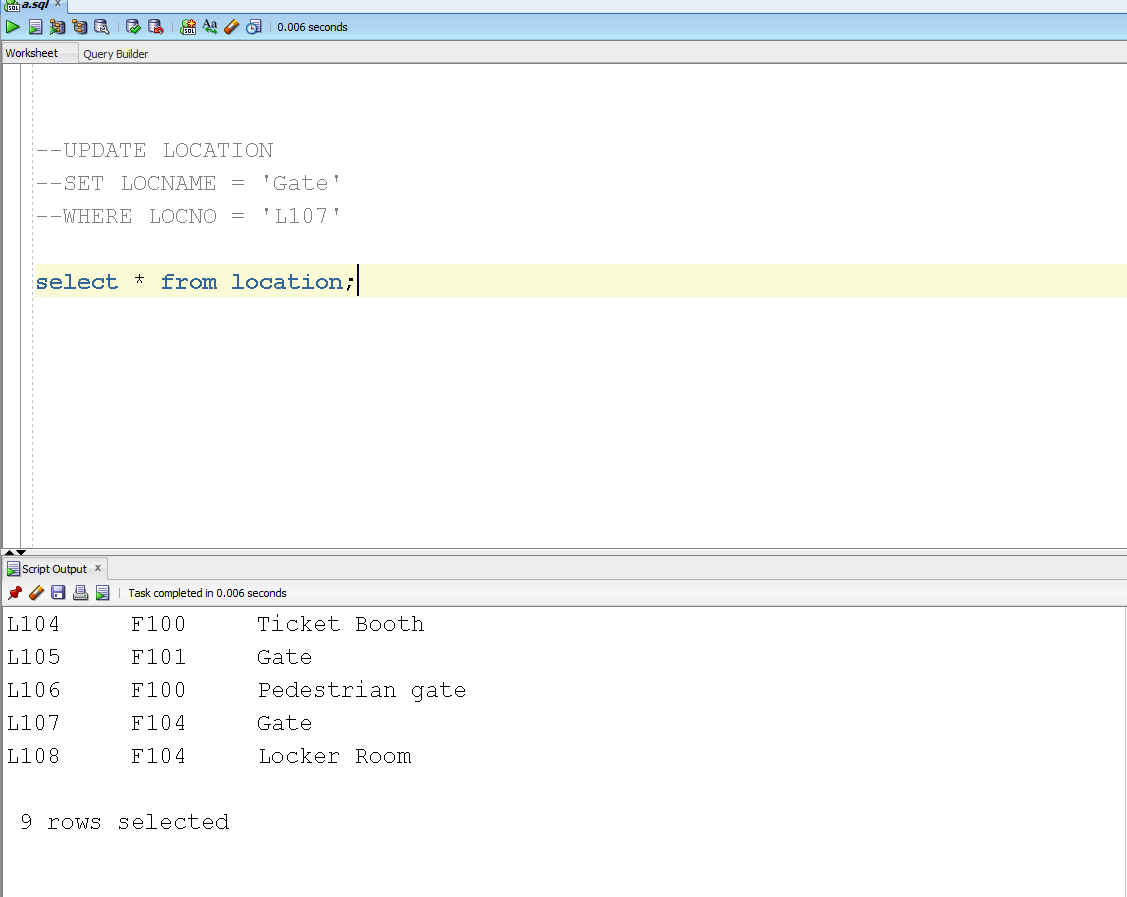 a.sql x
0.006 seconds
Worksheet Query Builder
--UPDATE LOCATION
--SET LOCNAME = 'Gate'
--WHERE LOCNO = 'L107'
select * from location;
Script Output x
Task completed in 0.006 seconds
L104 F100 Ticket Booth
L105 F101 Gate
L106 F100 Pedestrian gate
L107 F104 Gate
L108 F104 Locker Room
9 rows selected